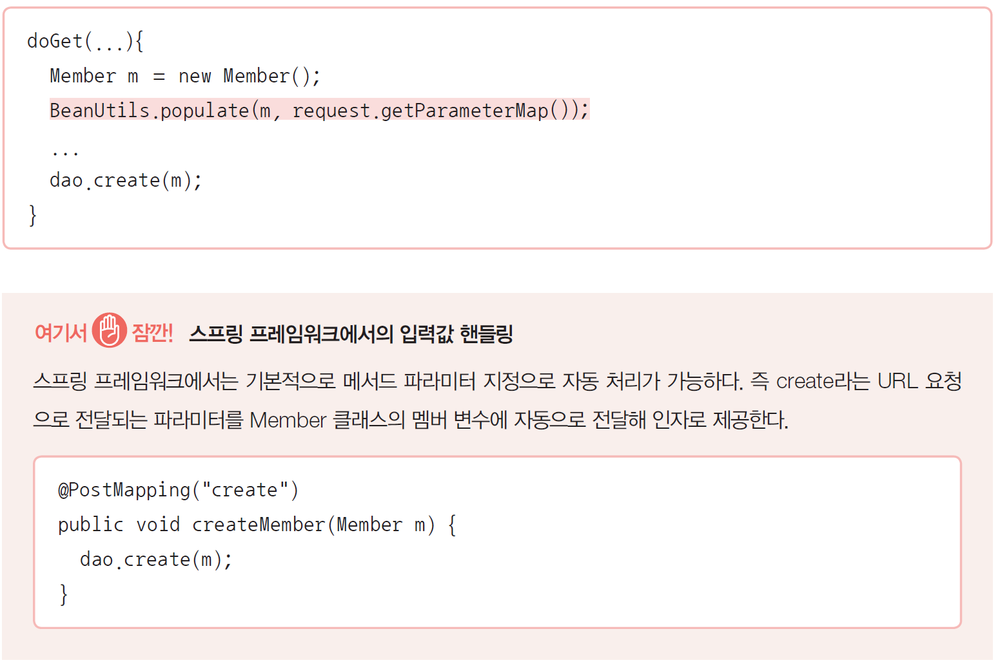 doGet(...){
Member m = new Member();
BeanUtils.populate(m, request.getParameterMap());
...
dao.create(m);
}
여기서 잠깐! 스프링 프레임워크에서의 입력값 핸들링
스프링 프레임워크에서는 기본적으로 메서드 파라미터 지정으로 자동 처리가 가능하다. 즉 create라는 URL 요청
으로 전달되는 파라미터를 Member 클래스의 멤버 변수에 자동으로 전달해 인자로 제공한다.
@PostMapping("create")
public void createMember(Member m) {
dao.create(m);
}